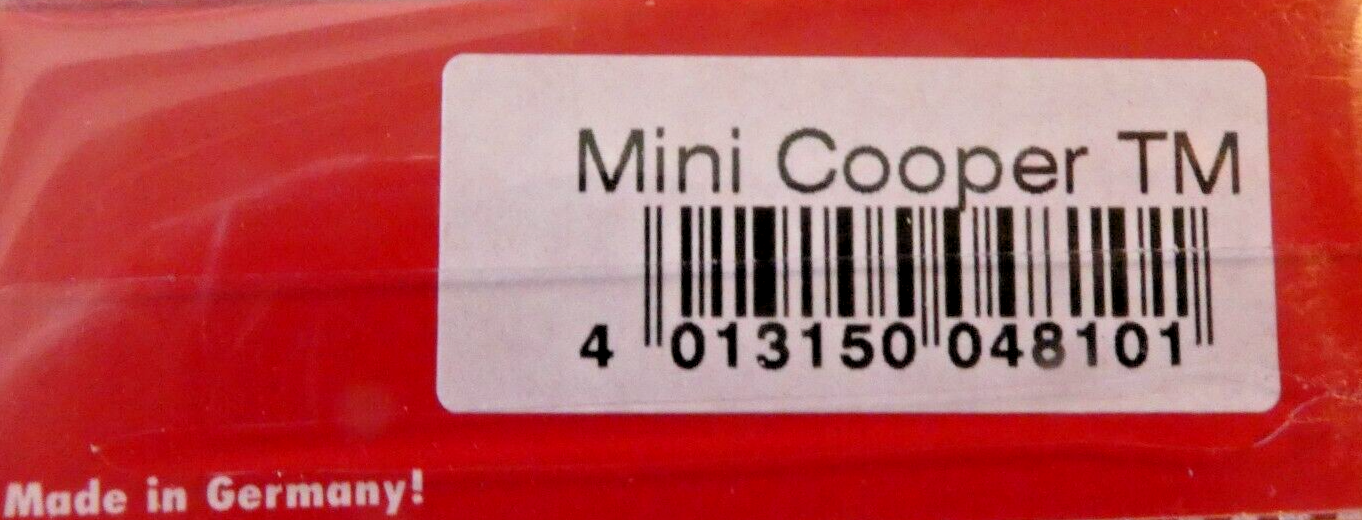 Mini Cooper TM
4 013150 048101
Made in Germany!